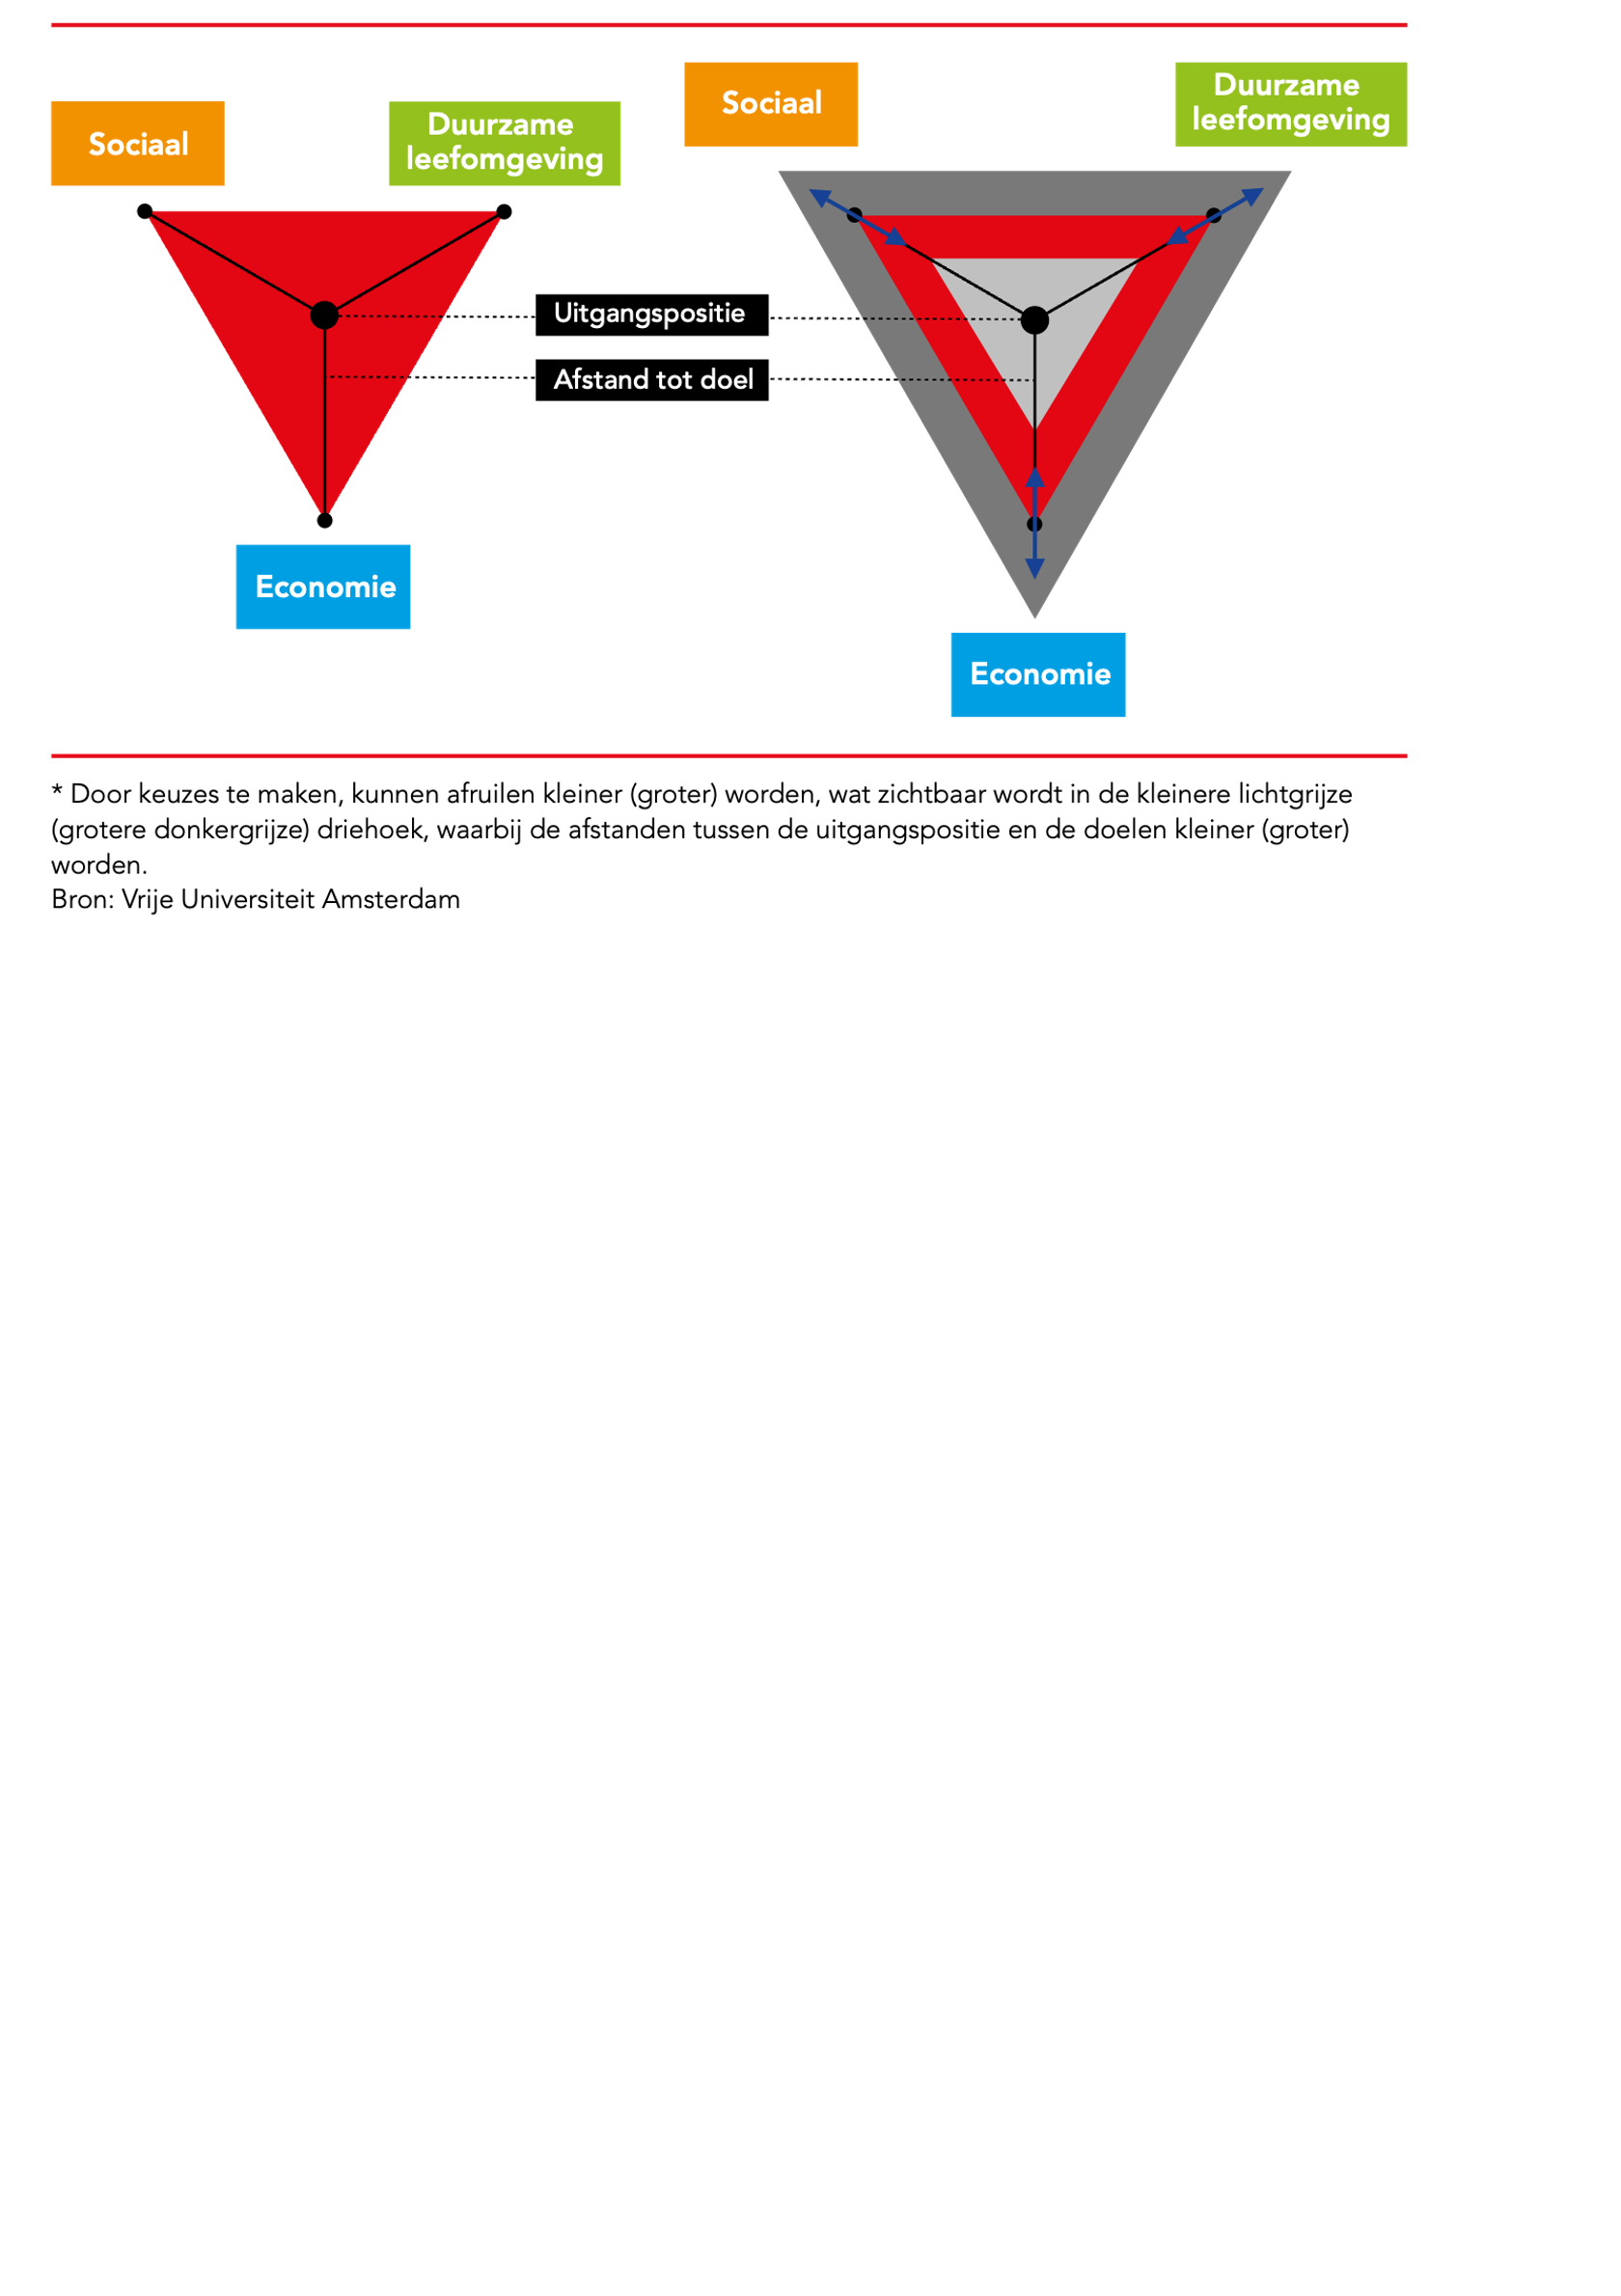 Sociaal
Duurzame
leefomgeving
Sociaal
Duurzame
leefomgeving
Uitgangspositie
Afstand tot doel
Economie
Economie
* Door keuzes te maken, kunnen afruilen kleiner (groter) worden, wat zichtbaar wordt in de kleinere lichtgrijze
(grotere donkergrijze) driehoek, waarbij de afstanden tussen de uitgangspositie en de doelen kleiner (groter)
worden.
Bron: Vrije Universiteit Amsterdam